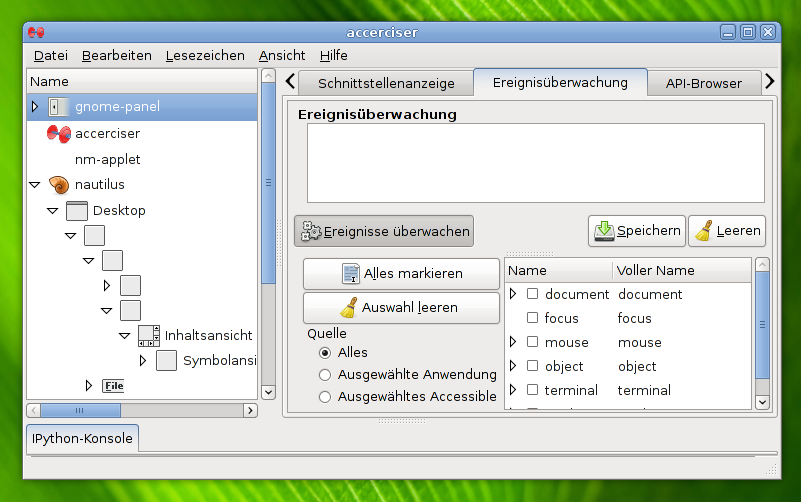 accerciser
Datei Bearbeiten Lesezeichen Ansicht Hilfe
Name
gnome-panel
accerciser
nm-applet
nautilus
Desktop
Inhaltsansicht
Symbolansi
File
Schnittstellenanzeige Ereignisüberwachung API-Browser
Ereignisüberwachung
Ereignisse überwachen Speichern Leeren
Alles markieren
Auswahl leeren
Quelle
Alles
Ausgewählte Anwendung
Ausgewähltes Accessible
Name Voller Name
document document
focus focus
mouse mouse
object object
terminal terminal
IPython-Konsole